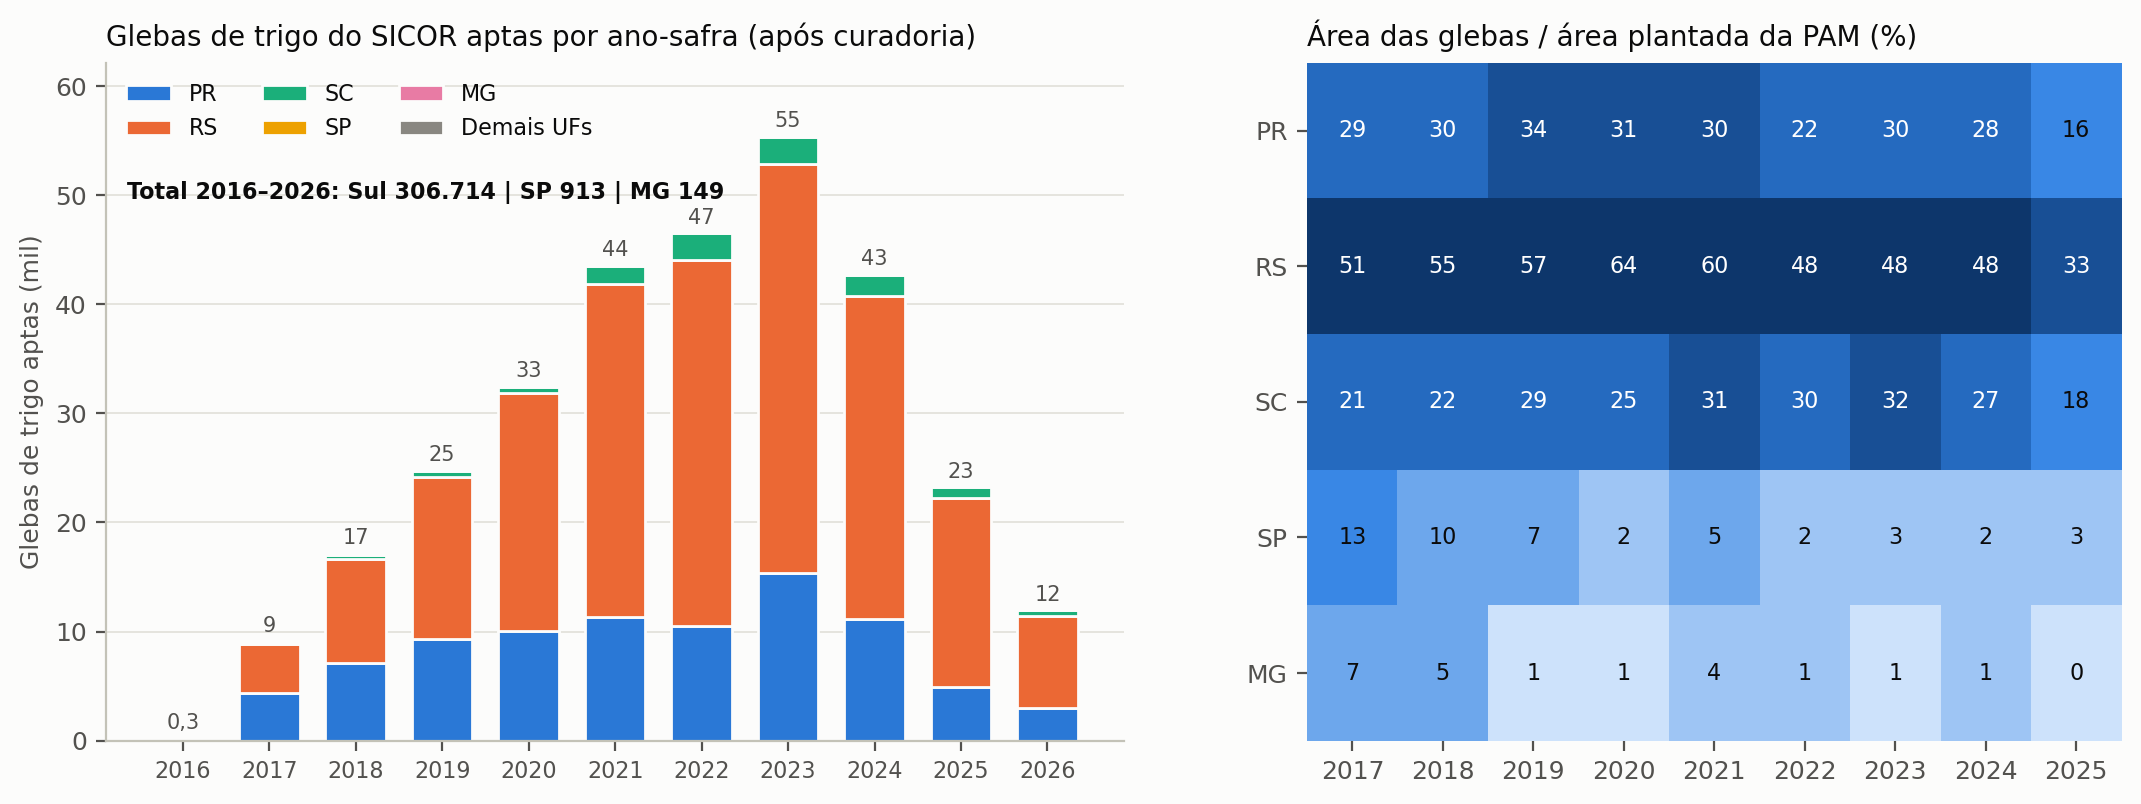 Glebas de trigo do SICOR aptas por ano-safra (após curadoria)
Glebas de trigo aptas (mil)
60
50
40
30
20
10
0
PR SC MG
RS SP Demais UFs
Total 2016–2026: Sul 306.714 | SP 913 | MG 149
0,3 9 17 25 33 44 47 55 43 23 12
2016 2017 2018 2019 2020 2021 2022 2023 2024 2025 2026
Área das glebas / área plantada da PAM (%)
PR 29 30 34 31 30 22 30 28 16
RS 51 55 57 64 60 48 48 48 33
SC 21 22 29 25 31 30 32 27 18
SP 13 10 7 2 5 2 3 2 3
MG 7 5 1 1 4 1 1 1 0
2017 2018 2019 2020 2021 2022 2023 2024 2025